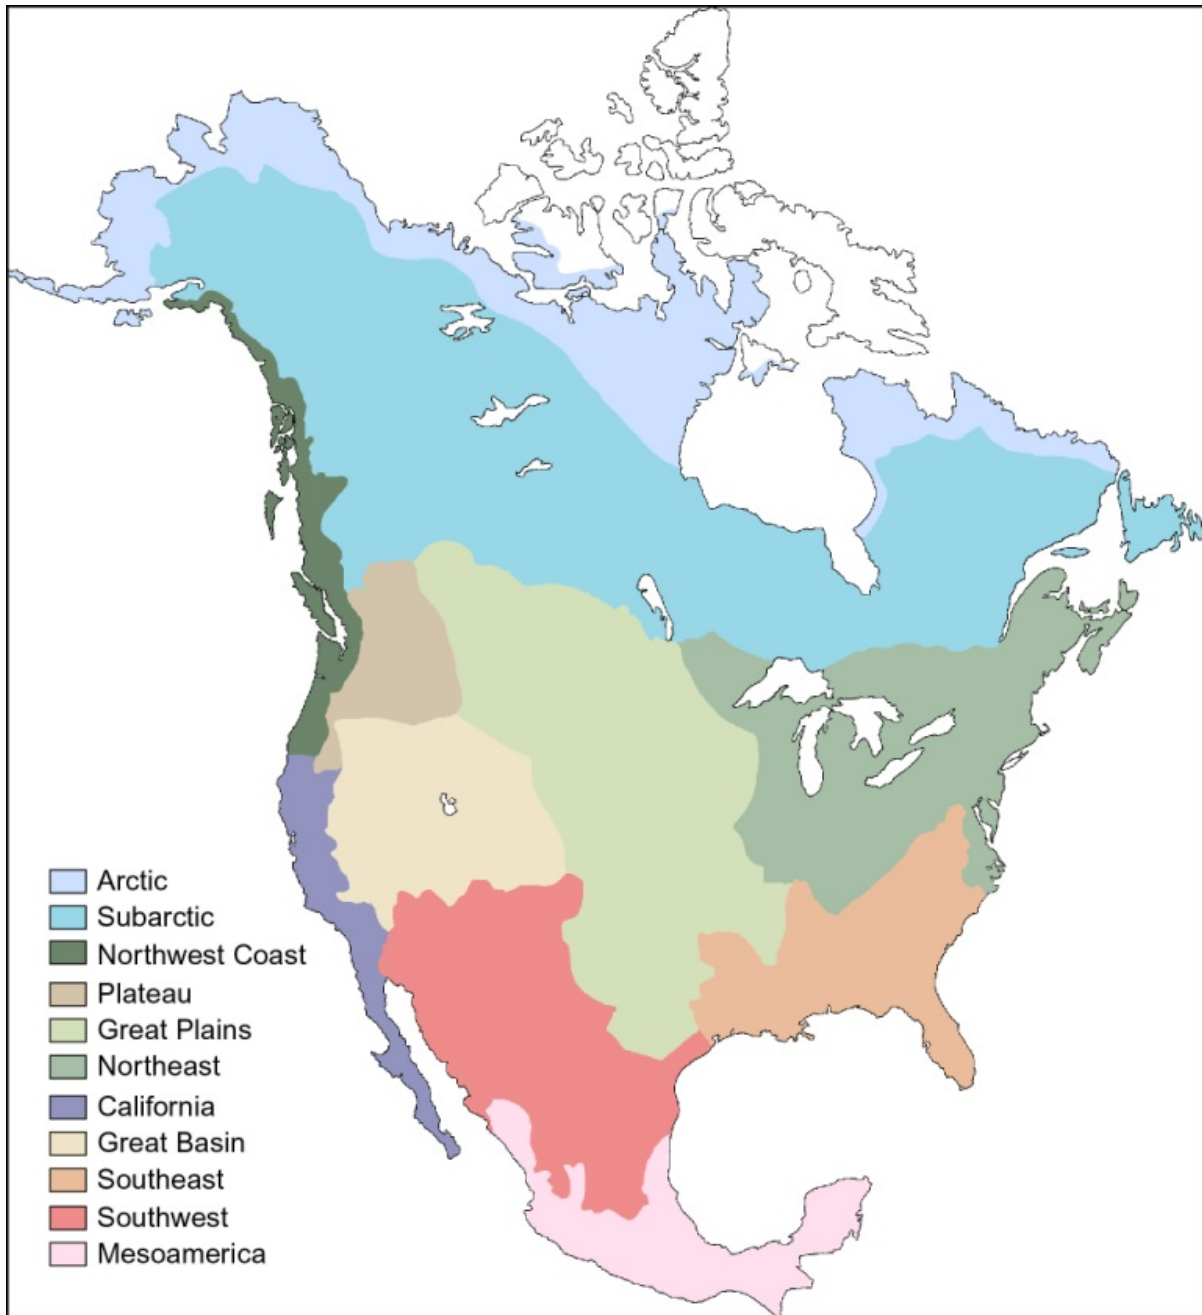 Arctic
Subarctic
Northwest Coast
Plateau
Great Plains
Northeast
California
Great Basin
Southeast
Southwest
Mesoamerica